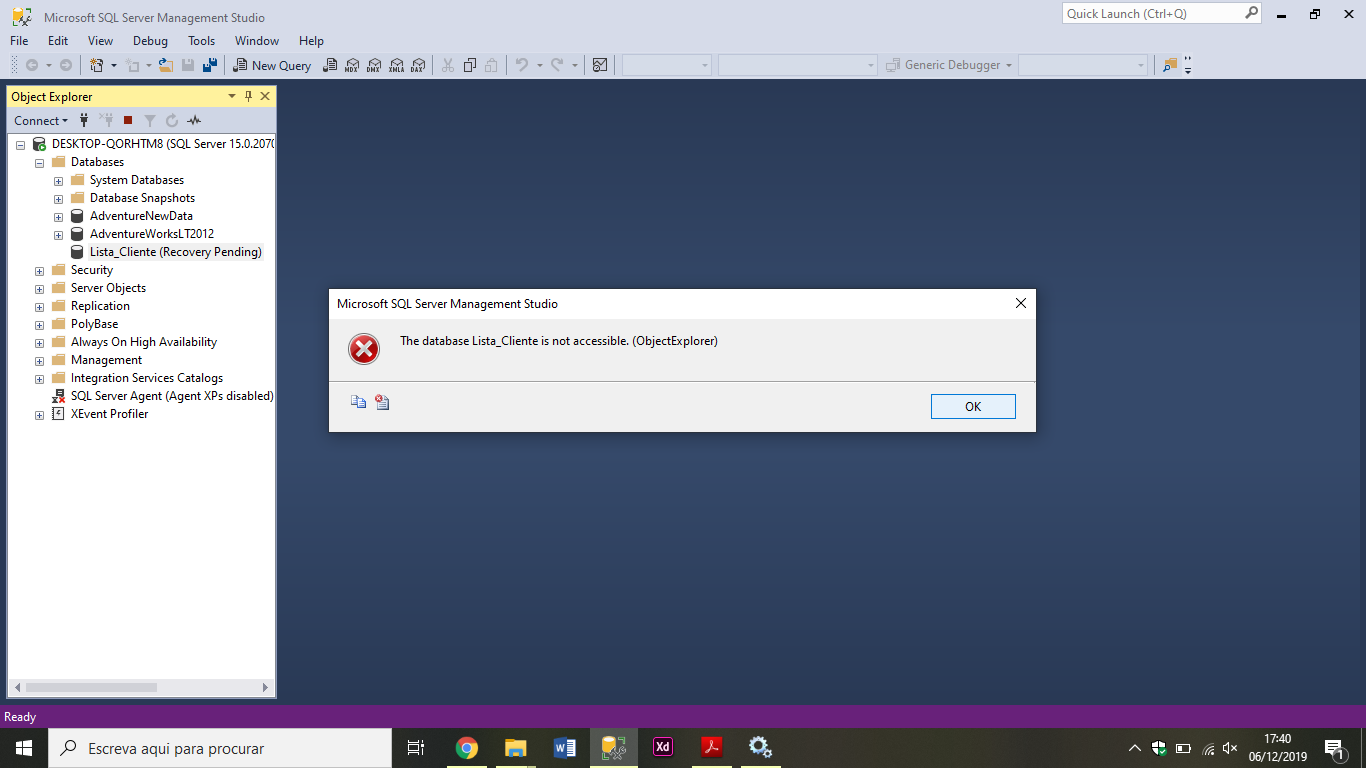 Microsoft SQL Server Management Studio
Quick Launch (Ctrl+Q)
File Edit View Debug Tools Window Help
New Query MDX DMX XMLA DAX Generic Debugger
Object Explorer
Connect
DESKTOP-QORHTM8 (SQL Server 15.0.2070
Databases
System Databases
Database Snapshots
AdventureNewData
AdventureWorksLT2012
Lista_Cliente (Recovery Pending)
Security
Server Objects
Replication
PolyBase
Always On High Availability
Management
Integration Services Catalogs
SQL Server Agent (Agent XPs disabled)
XEvent Profiler
Microsoft SQL Server Management Studio
The database Lista_Cliente is not accessible. (ObjectExplorer)
OK
Ready
Escreva aqui para procurar
Xd
17:40
06/12/2019
1